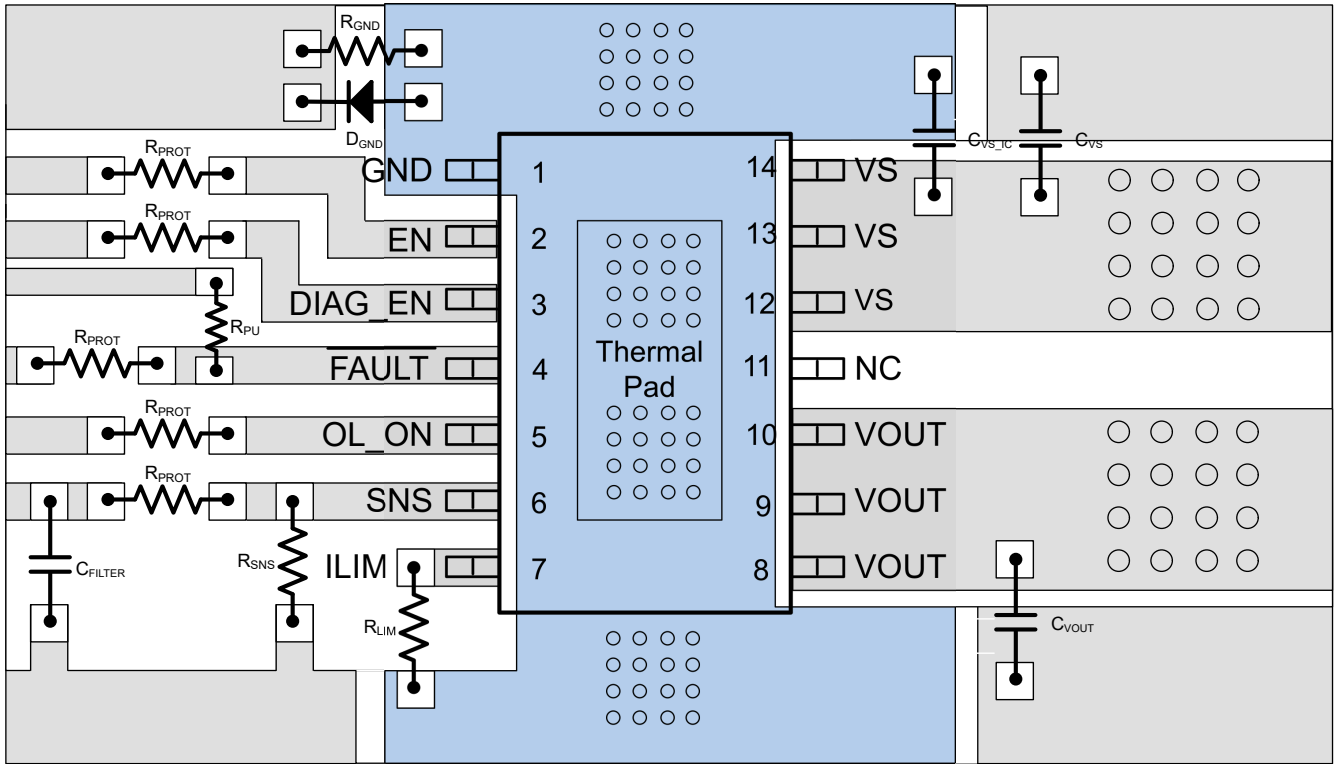 RGND
DGND
RPROT
GND
1
14
VS
CVS_IC
CVS
RPROT
EN
2
13
VS
DIAG_EN
3
12
VS
RPU
RPROT
FAULT
4
Thermal
Pad
11
NC
RPROT
OL_ON
5
10
VOUT
RPROT
SNS
6
9
VOUT
CFILTER
RSNS
ILIM
7
8
VOUT
RLIM
CVOUT